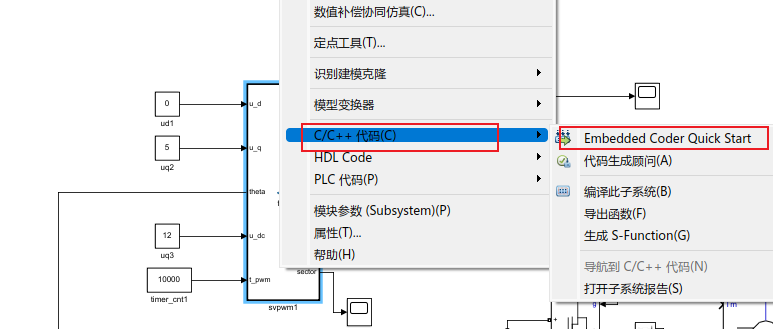 数值补偿协同仿真(C)...
定点工具(T)...
识别建模克隆
模型变换器
C/C++ 代码(C)
HDL Code
PLC 代码(P)
模块参数 (Subsystem)(P)
属性(T)...
帮助(H)
Embedded Coder Quick Start
代码生成顾问(A)
编译此子系统(B)
导出函数(F)
生成 S-Function(G)
导航到 C/C++ 代码(N)
打开子系统报告(S)
0
ud1
u_d
5
uq2
u_q
theta
12
uq3
u_dc
10000
timer_cnt1
t_pwm
sector
svpwm1
g
Tm
+